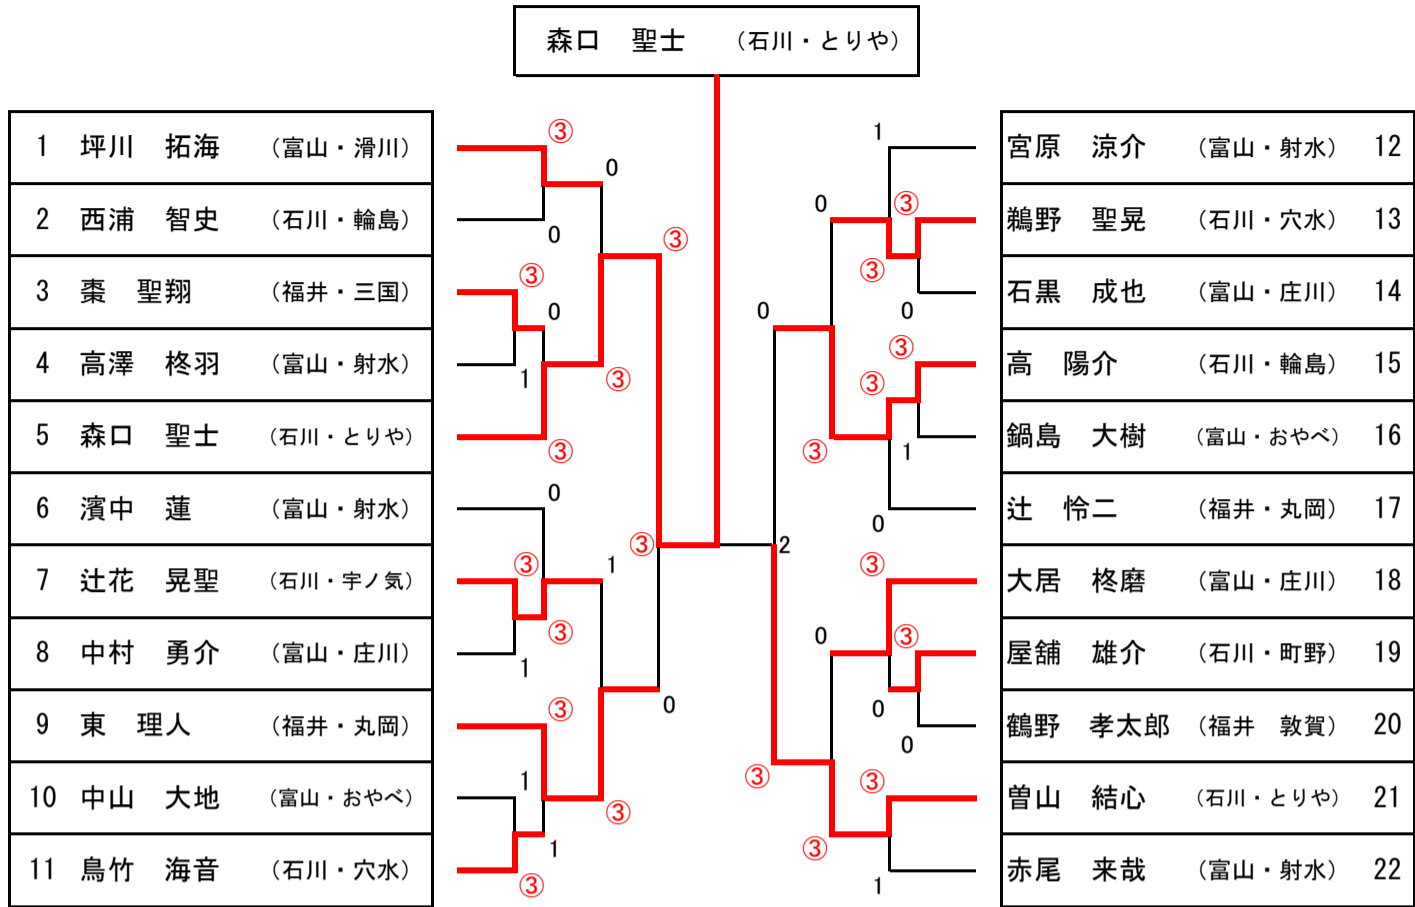 森口 聖士 （石川・とりや）
1 坪川 拓海 （富山・滑川）
2 西浦 智史 （石川・輪島）
3 棗 聖翔 （福井・三国）
4 高澤 柊羽 （富山・射水）
5 森口 聖士 （石川・とりや）
6 濱中 蓮 （富山・射水）
7 辻花 晃聖 （石川・宇ノ気）
8 中村 勇介 （富山・庄川）
9 東 理人 （福井・丸岡）
10 中山 大地 （富山・おやべ）
11 鳥竹 海音 （石川・穴水）
③
0
0
③
③
0
1
③
③
0
③
1
③
③
1
③
0
1
③
1
③
③
1
0
③
0
③
0
③
③
1
③
0
2
③
0
③
0
0
③
③
③
1
宮原 涼介 （富山・射水） 12
鵜野 聖晃 （石川・穴水） 13
石黒 成也 （富山・庄川） 14
高 陽介 （石川・輪島） 15
鍋島 大樹 （富山・おやべ） 16
辻 怜二 （福井・丸岡） 17
大居 柊磨 （富山・庄川） 18
屋舗 雄介 （石川・町野） 19
鶴野 孝太郎 （福井 敦賀） 20
曽山 結心 （石川・とりや） 21
赤尾 来哉 （富山・射水） 22